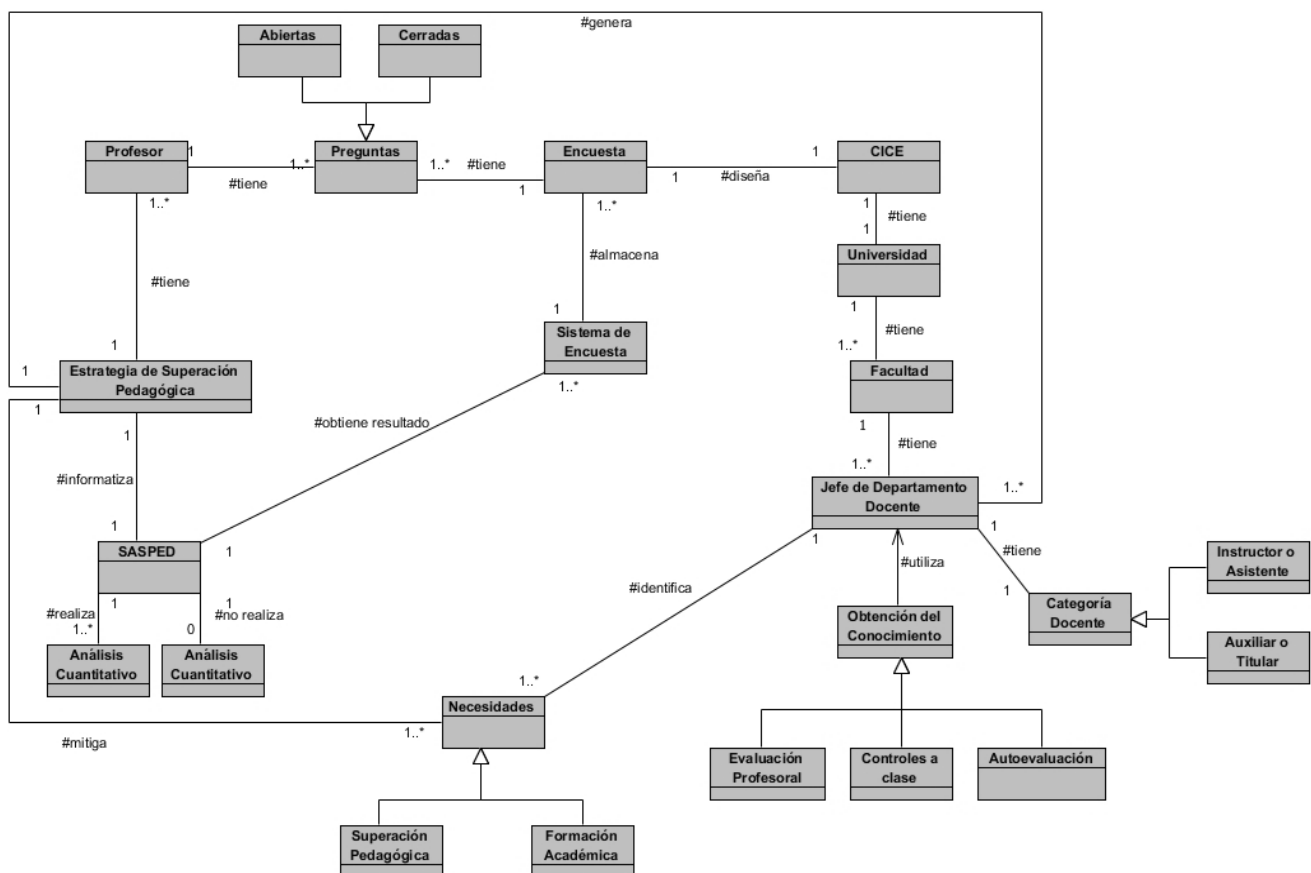 #genera
Abiertas
Cerradas
Profesor
1
#tiene
1..*
Preguntas
1..*
#tiene
1
Encuesta
1
#diseña
1
CICE
1..*
1..*
1
#tiene
1
#almacena
Universidad
#tiene
1
#tiene
1..*
1
Sistema de
Encuesta
1
1
Estrategia de Superación
Pedagógica
1..*
Facultad
1
1
#obtiene resultado
1
#tiene
1..*
#informatiza
Jefe de Departamento
Docente
1..*
1
SASPED
1
1
1
#tiene
1
#utiliza
Instructor o
Asistente
#identifica
#realiza
1
1..*
1
#no realiza
0
Obtención del
Conocimiento
Categoría
Docente
Análisis
Cuantitativo
Análisis
Cuantitativo
Auxiliar o
Titular
1..*
Necesidades
#mitiga
1..*
Evaluación
Profesoral
Controles a
clase
Autoevaluación
Superación
Pedagógica
Formación
Académica